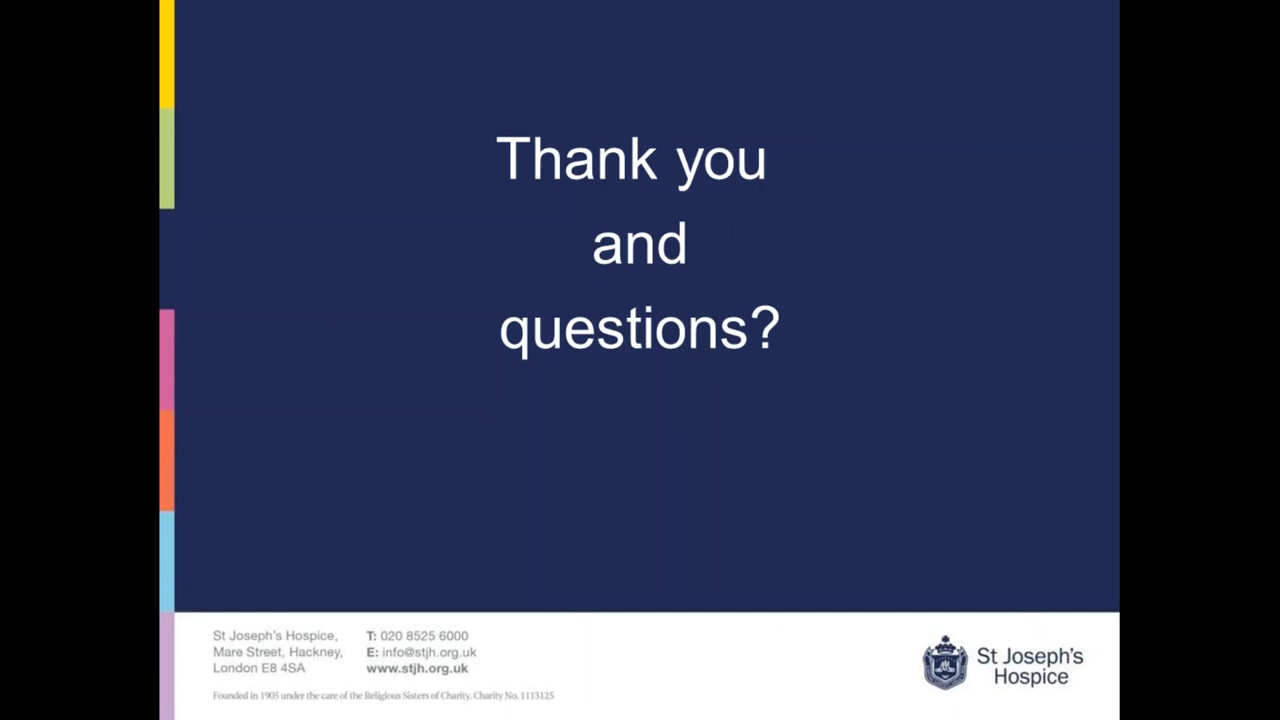 Thank you
and
questions?
St Joseph's Hospice,
Mare Street, Hackney,
London E8 4SA
T: 020 8525 6000
E: info@stjh.org.uk
www.stjh.org.uk
Founded in 1905 under the care of the Religious Sisters of Charity. Charity No. 1113125
St Joseph's
Hospice